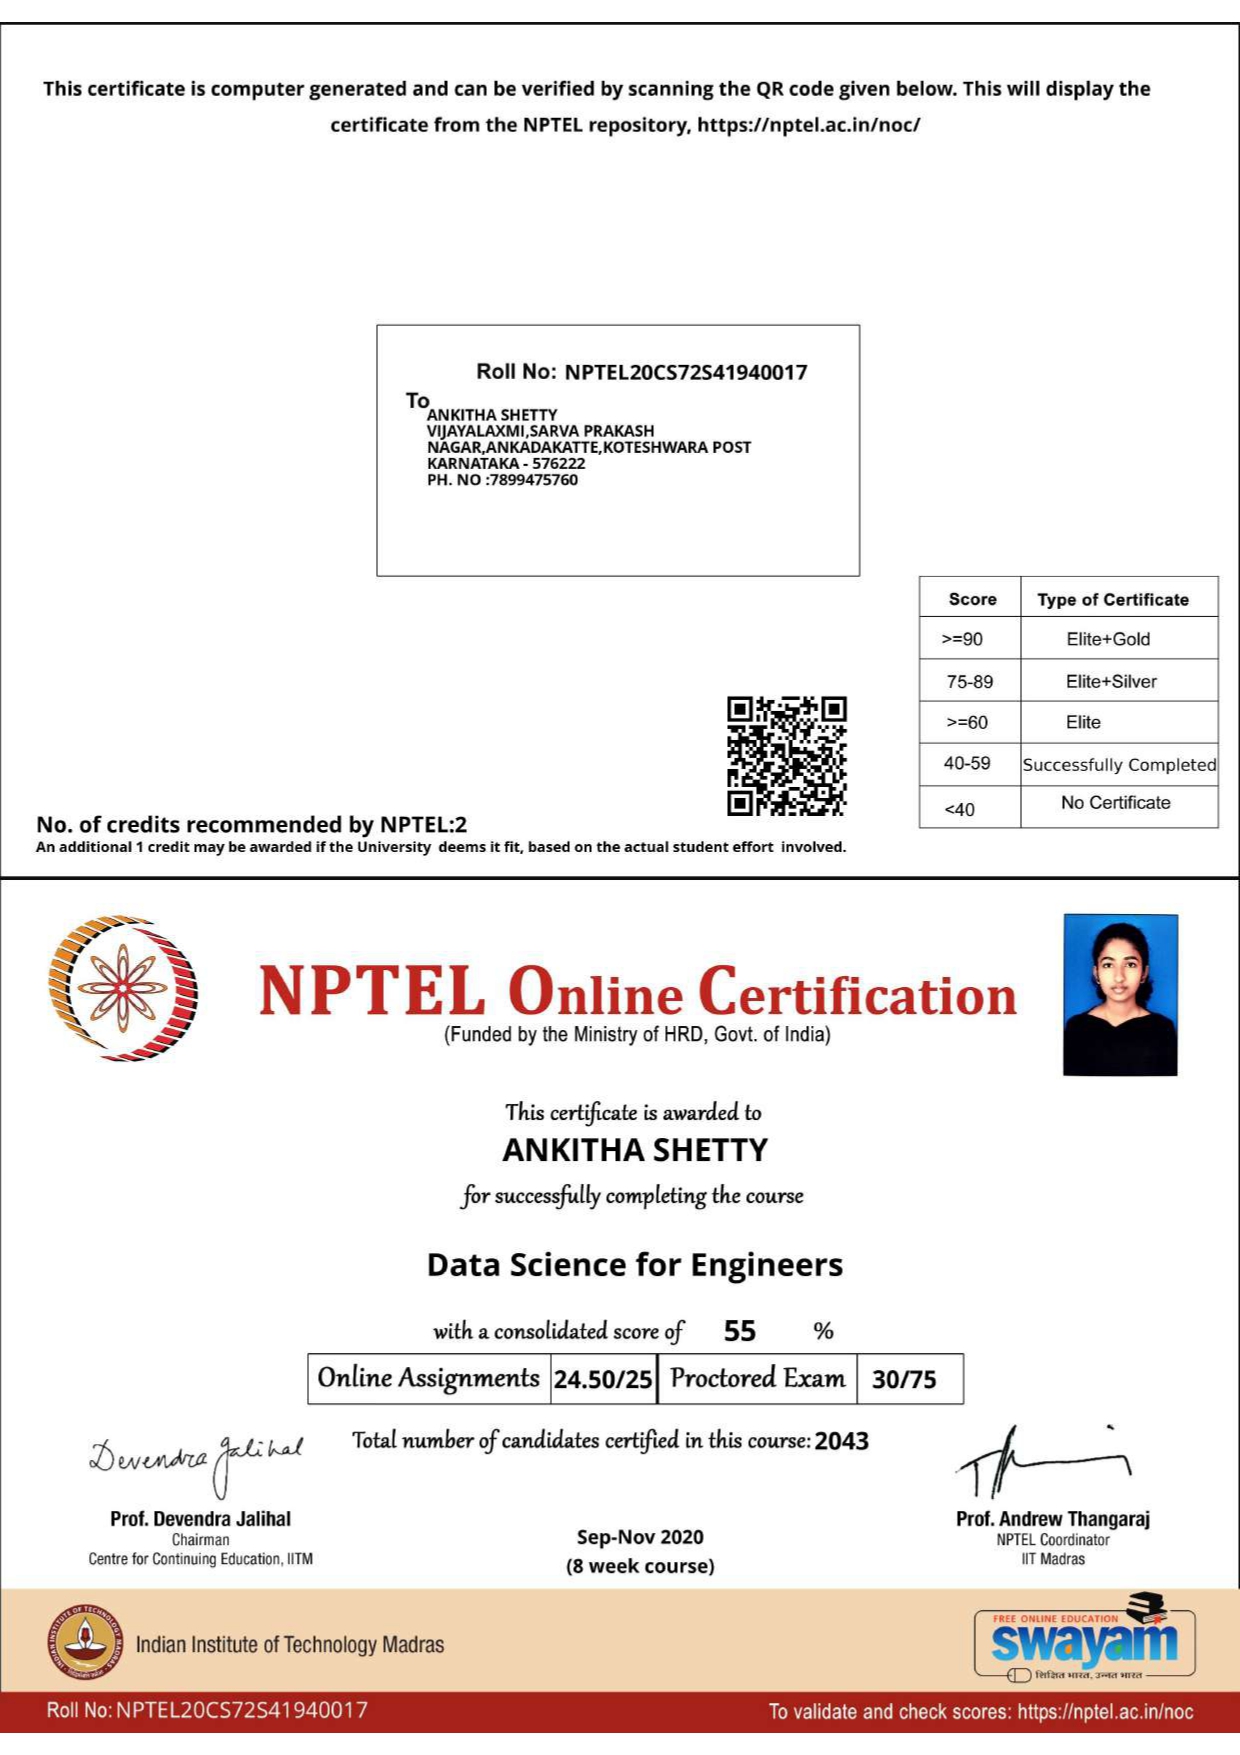 This certificate is computer generated and can be verified by scanning the QR code given below. This will display the
certificate from the NPTEL repository, https://nptel.ac.in/noc/
Roll No: NPTEL20CS72S41940017
To
ANKITHA SHETTY
VIJAYALAXMI,SARVA PRAKASH
NAGAR,ANKADAKATTE,KOTESHWARA POST
KARNATAKA - 576222
PH. NO :7899475760
Score Type of Certificate
>=90 Elite+Gold
75-89 Elite+Silver
>=60 Elite
40-59 Successfully Completed
<40 No Certificate
No. of credits recommended by NPTEL:2
An additional 1 credit may be awarded if the University deems it fit, based on the actual student effort involved.
NPTEL Online Certification
(Funded by the Ministry of HRD, Govt. of India)
This certificate is awarded to
ANKITHA SHETTY
for successfully completing the course
Data Science for Engineers
with a consolidated score of 55 %
Online Assignments 24.50/25 Proctored Exam 30/75
Total number of candidates certified in this course: 2043
Devendra Jalihal
Prof. Devendra Jalihal
Chairman
Centre for Continuing Education, IITM
Sep-Nov 2020
(8 week course)
Prof. Andrew Thangaraj
NPTEL Coordinator
IIT Madras
INDIAN INSTITUTE OF TECHNOLOGY MADRAS
Indian Institute of Technology Madras
FREE ONLINE EDUCATION
swayam
शिक्षित भारत, उन्नत भारत
Roll No: NPTEL20CS72S41940017
To validate and check scores: https://nptel.ac.in/noc